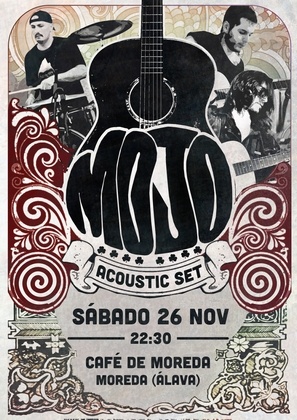 MOJO
ACOUSTIC SET
SÁBADO 26 NOV
22:30
CAFÉ DE MOREDA
MOREDA (ÁLAVA)